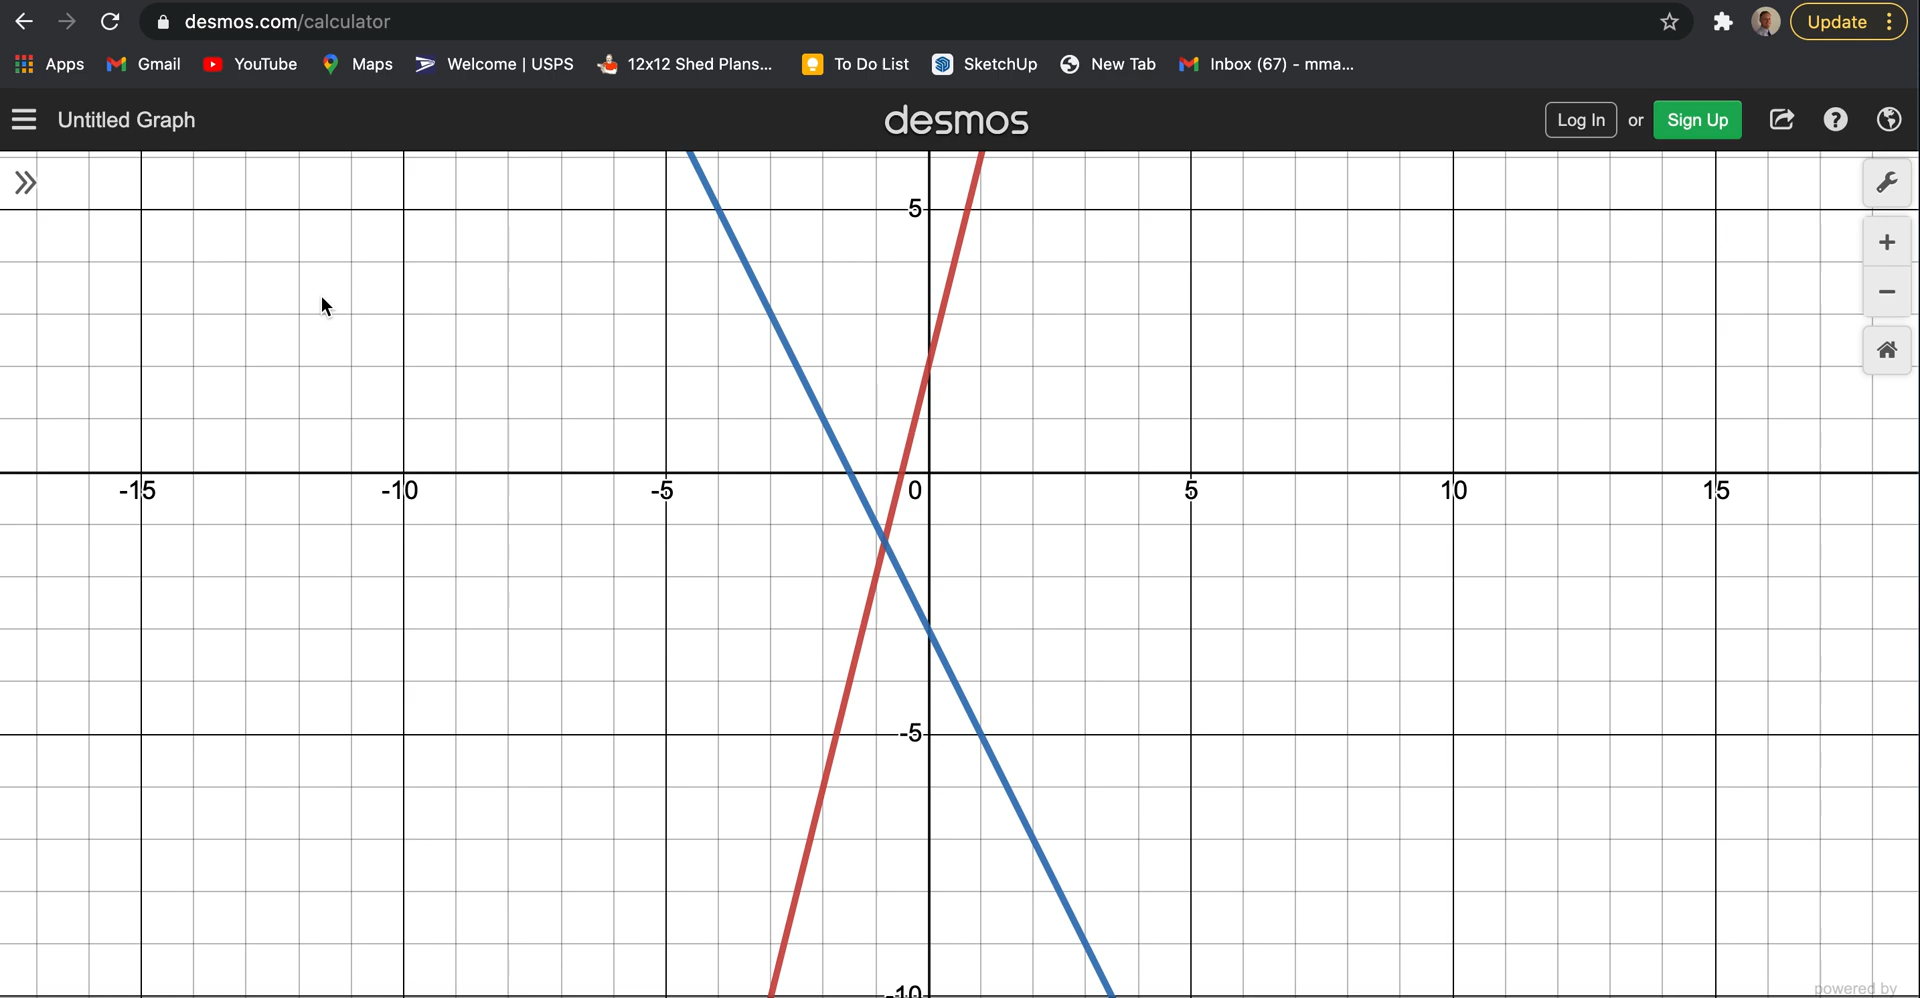 desmos.com/calculator
Update
Apps Gmail YouTube Maps Welcome | USPS 12x12 Shed Plans... To Do List SketchUp New Tab Inbox (67) - mma...
Untitled Graph
desmos
Log In or Sign Up
5
-15 -10 -5 0 5 10 15
-5
-10
powered by